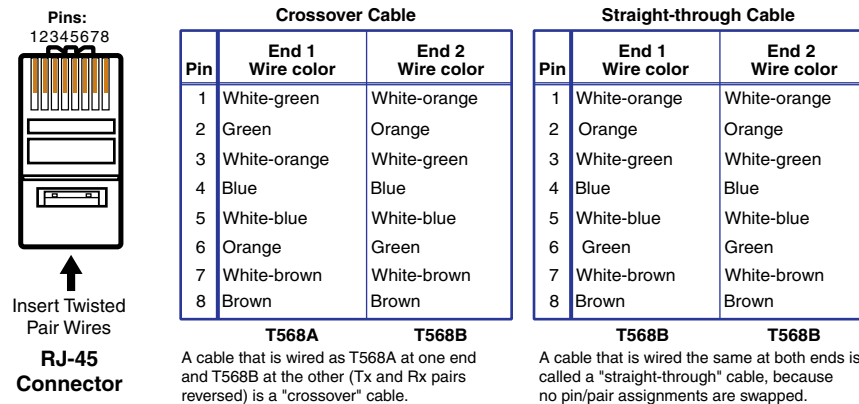 Pins:
12345678
Insert Twisted
Pair Wires
RJ-45
Connector
Crossover Cable
Pin End 1 Wire color End 2 Wire color
1 White-green White-orange
2 Green Orange
3 White-orange White-green
4 Blue Blue
5 White-blue White-blue
6 Orange Green
7 White-brown White-brown
8 Brown Brown
T568A T568B
A cable that is wired as T568A at one end
and T568B at the other (Tx and Rx pairs
reversed) is a "crossover" cable.
Straight-through Cable
Pin End 1 Wire color End 2 Wire color
1 White-orange White-orange
2 Orange Orange
3 White-green White-green
4 Blue Blue
5 White-blue White-blue
6 Green Green
7 White-brown White-brown
8 Brown Brown
T568B T568B
A cable that is wired the same at both ends is
called a "straight-through" cable, because
no pin/pair assignments are swapped.